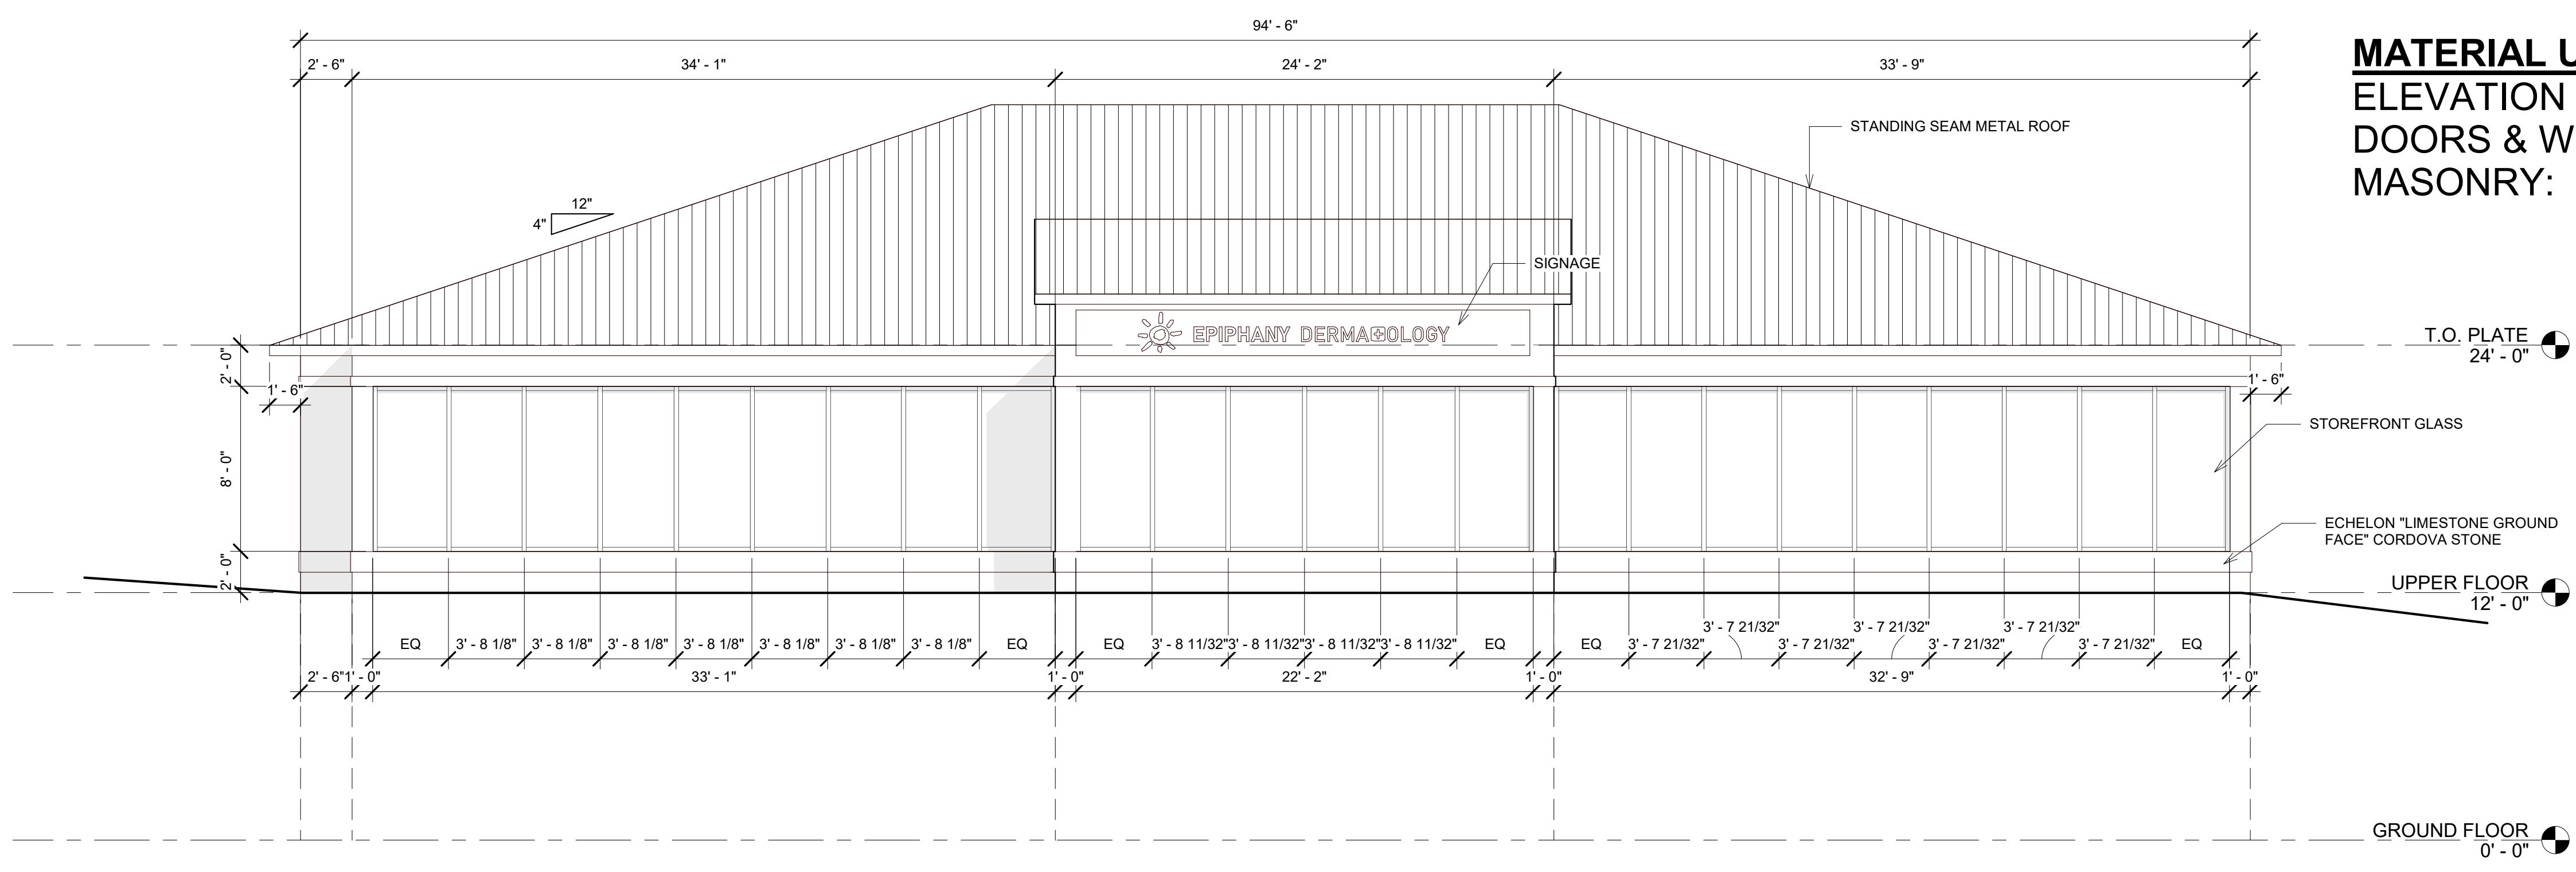 94' - 6"
2' - 6"
34' - 1"
24' - 2"
33' - 9"
MATERIAL U
ELEVATION
DOORS & W
MASONRY:
STANDING SEAM METAL ROOF
12"
4"
SIGNAGE
EPIPHANY DERMATOLOGY
T.O. PLATE
24' - 0"
2' - 0"
1' - 6"
1' - 6"
STOREFRONT GLASS
8' - 0"
ECHELON "LIMESTONE GROUND
FACE" CORDOVA STONE
2' - 0"
UPPER FLOOR
12' - 0"
EQ
3' - 8 1/8"
3' - 8 1/8"
3' - 8 1/8"
3' - 8 1/8"
3' - 8 1/8"
3' - 8 1/8"
3' - 8 1/8"
EQ
EQ
3' - 8 11/32"
3' - 8 11/32"
3' - 8 11/32"
3' - 8 11/32"
EQ
EQ
3' - 7 21/32"
3' - 7 21/32"
3' - 7 21/32"
3' - 7 21/32"
3' - 7 21/32"
3' - 7 21/32"
3' - 7 21/32"
EQ
2' - 6"
1' - 0"
33' - 1"
1' - 0"
22' - 2"
1' - 0"
32' - 9"
1' - 0"
GROUND FLOOR
0' - 0"